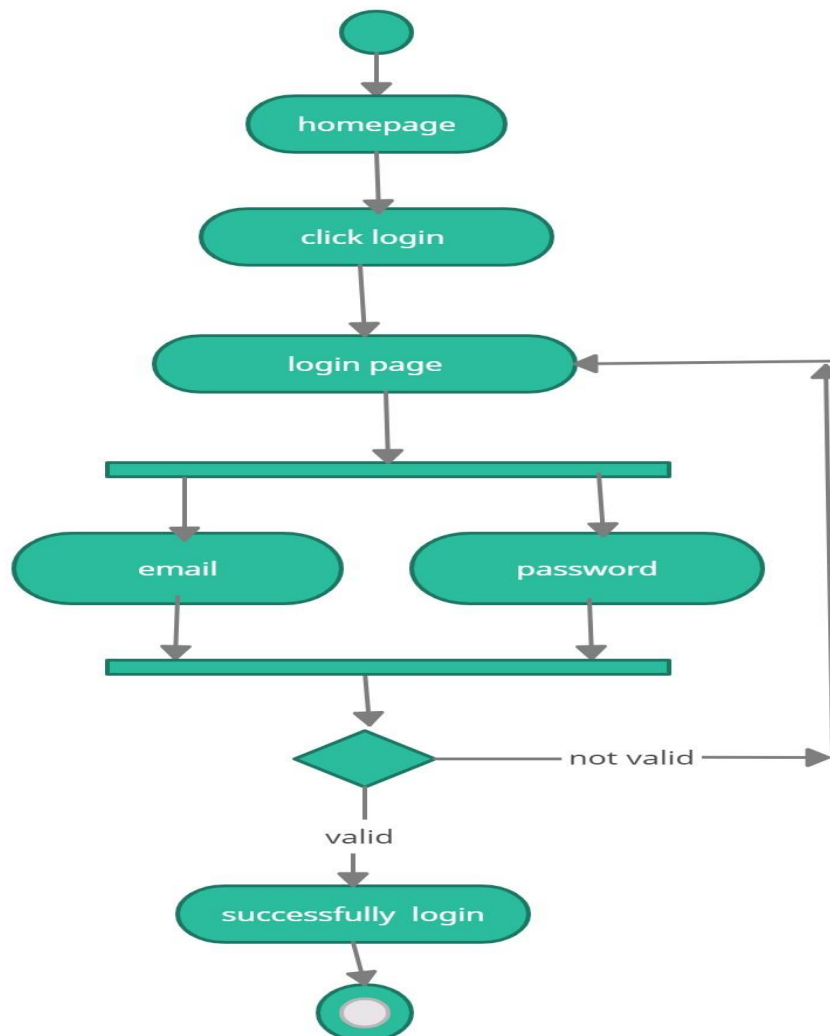 homepage
click login
login page
email
password
not valid
valid
successfully login